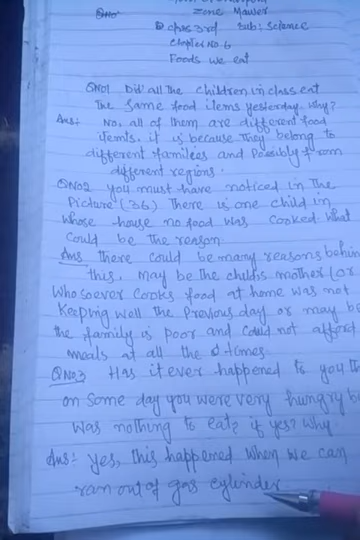 Zone Mawer
class 3rd Sub: Science
Chapter No. 6
Foods we eat
QNo1 Did all the children in class eat
the same food items yesterday. why?
Ans: No, all of them are different food
items. it is because they belong to
different families and Possibly from
different regions.
QNo2 you must have noticed in the
Picture (36) There is one child in
whose house no food was cooked what
Could be the reason
Ans there could be many reasons behin
this. may be the child's mother (or
whosoever cooks food at home was not
keeping well the previous day or may be
the family is poor and could not afford
meals at all the times.
QNo3 Has it ever happened to you th
on some day you were very hungry b
was nothing to eat? if yes? why.
Ans: yes, this happened when we can
ran out of gas cylinder